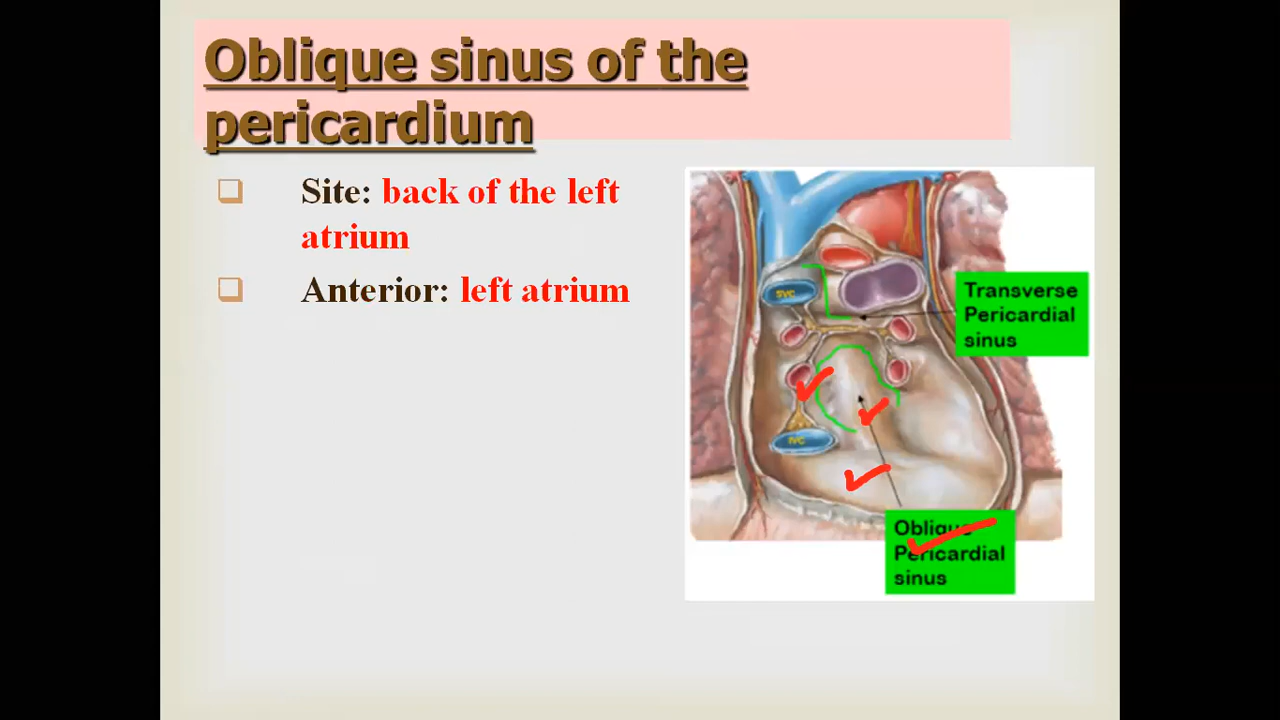 Oblique sinus of the
pericardium
Site: back of the left
atrium
Anterior: left atrium
SVC
Transverse
Pericardial
sinus
IVC
Oblique
Pericardial
sinus